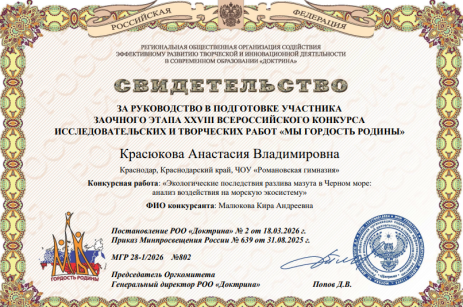 РОССИЙСКАЯ ФЕДЕРАЦИЯ
РЕГИОНАЛЬНАЯ ОБЩЕСТВЕННАЯ ОРГАНИЗАЦИЯ СОДЕЙСТВИЯ
ЭФФЕКТИВНОМУ РАЗВИТИЮ ТВОРЧЕСКОЙ И ИННОВАЦИОННОЙ ДЕЯТЕЛЬНОСТИ
В СОВРЕМЕННОМ ОБРАЗОВАНИИ «ДОКТРИНА»
СВИДЕТЕЛЬСТВО
ЗА РУКОВОДСТВО В ПОДГОТОВКЕ УЧАСТНИКА
ЗАОЧНОГО ЭТАПА XXVIII ВСЕРОССИЙСКОГО КОНКУРСА
ИССЛЕДОВАТЕЛЬСКИХ И ТВОРЧЕСКИХ РАБОТ «МЫ ГОРДОСТЬ РОДИНЫ»
Красюкова Анастасия Владимировна
Краснодар, Краснодарский край, ЧОУ «Романовская гимназия»
Конкурсная работа: «Экологические последствия разлива мазута в Черном море:
анализ воздействия на морскую экосистему»
ФИО конкурсанта: Малюкова Кира Андреевна
Постановление РОО «Доктрина» № 2 от 18.03.2026 г.
Приказ Минпросвещения России № 639 от 31.08.2025 г.
МГР 28-1/2026 №802
Председатель Оргкомитета
Генеральный директор РОО «Доктрина» Попов Д.В.
ГОРДОСТЬ РОДИНЫ